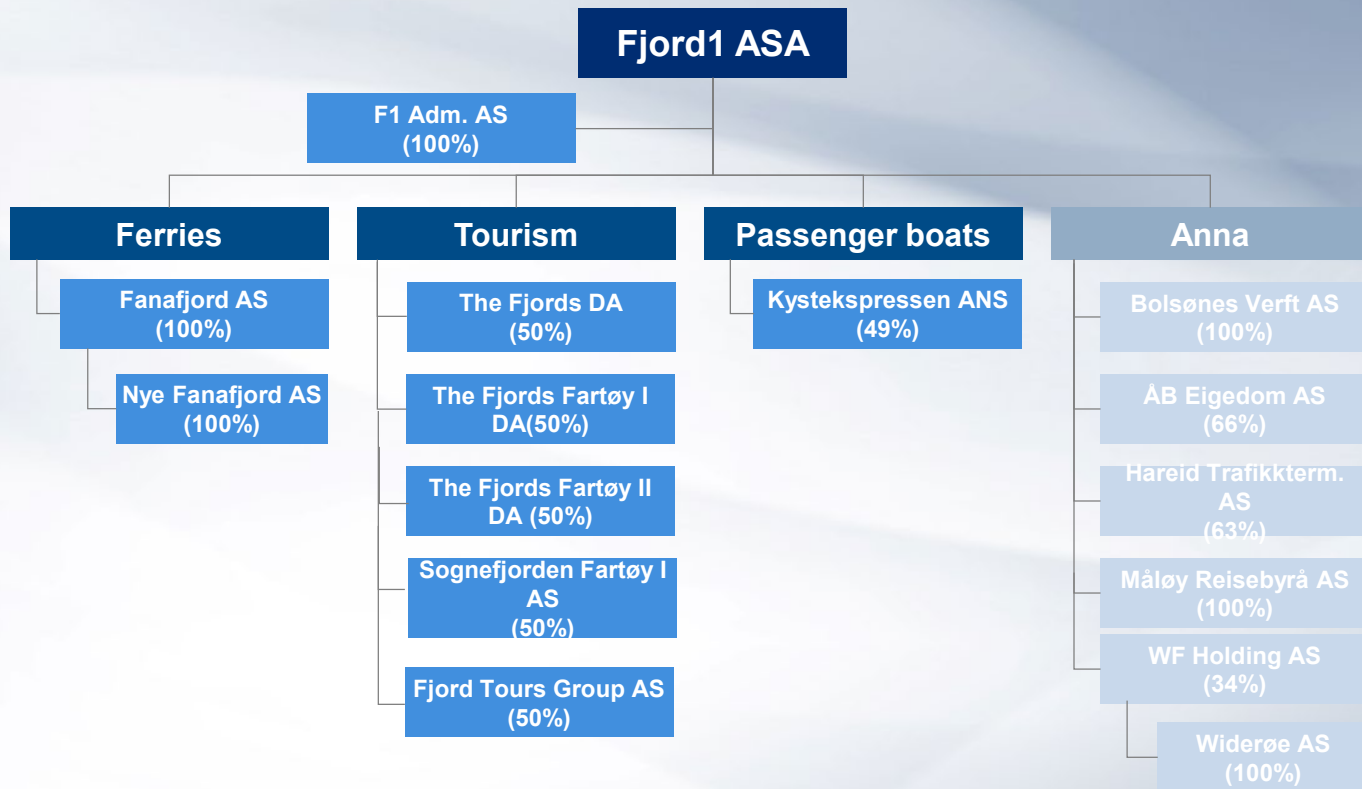 Fjord1 ASA
F1 Adm. AS
(100%)
Ferries
Fanafjord AS
(100%)
Nye Fanafjord AS
(100%)
Tourism
The Fjords DA
(50%)
The Fjords Fartøy I
DA(50%)
The Fjords Fartøy II
DA (50%)
Sognefjorden Fartøy I
AS
(50%)
Fjord Tours Group AS
(50%)
Passenger boats
Kystekspressen ANS
(49%)
Anna
Bolsønes Verft AS
(100%)
ÅB Eigedom AS
(66%)
Hareid Trafikkterm.
AS
(63%)
Måløy Reisebyrå AS
(100%)
WF Holding AS
(34%)
Widerøe AS
(100%)